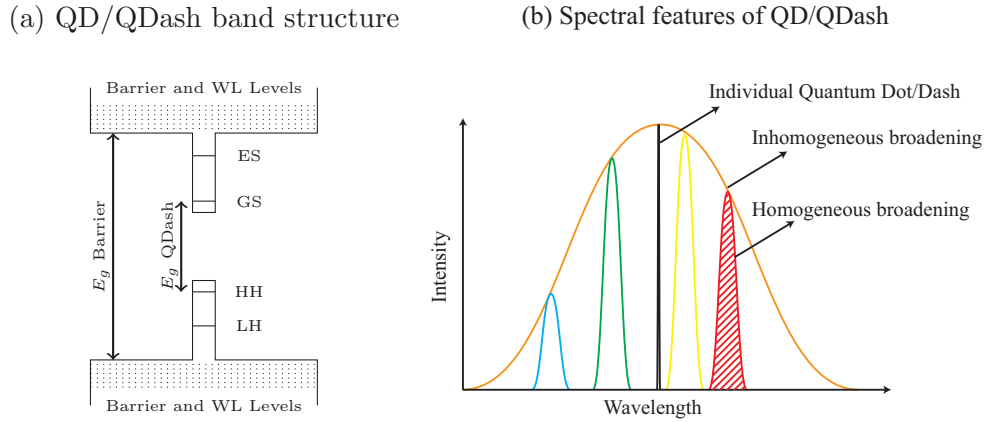 (a) QD/QDash band structure
Barrier and WL Levels
ES
GS
E_g Barrier
E_g QDash
HH
LH
Barrier and WL Levels
(b) Spectral features of QD/QDash
Individual Quantum Dot/Dash
Inhomogeneous broadening
Homogeneous broadening
Intensity
Wavelength